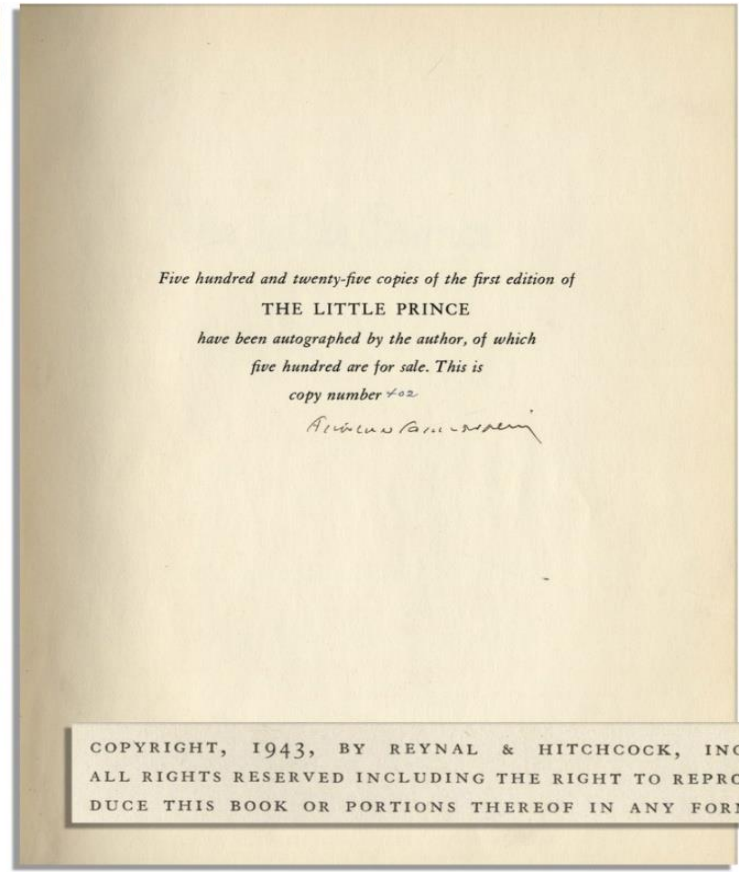 Five hundred and twenty-five copies of the first edition of
THE LITTLE PRINCE
have been autographed by the author, of which
five hundred are for sale. This is
copy number 402
COPYRIGHT, 1943, BY REYNAL & HITCHCOCK, INC
ALL RIGHTS RESERVED INCLUDING THE RIGHT TO REPRO
DUCE THIS BOOK OR PORTIONS THEREOF IN ANY FORM